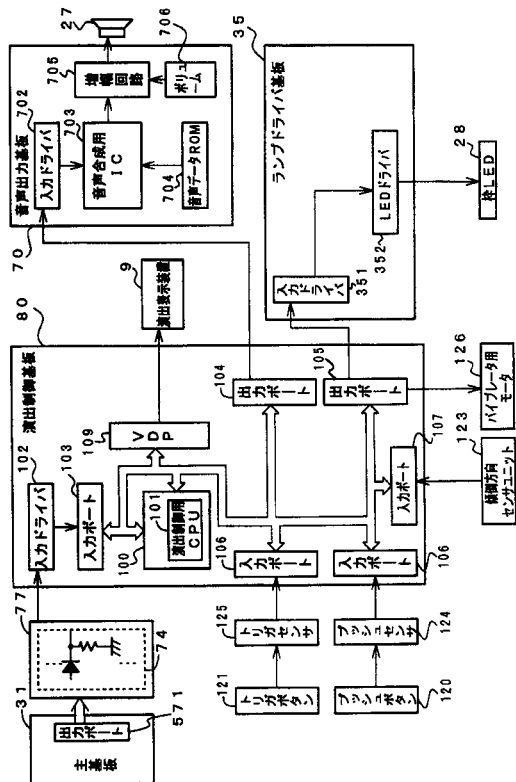 31
主基板
出力ポート
571
77
74
80
演出制御基板
102
入力ドライバ
103
入力ポート
100
101
演出制御用
CPU
109
VDP
9
演出表示装置
104
出力ポート
105
出力ポート
106
入力ポート
106
入力ポート
107
入力ポート
121
トリガボタン
125
トリガセンサ
120
プッシュボタン
124
プッシュセンサ
123
傾倒方向
センサユニット
126
バイブレータ用
モータ
70
音声出力基板
702
入力ドライバ
703
音声合成用
IC
704
音声データROM
705
増幅回路
706
ボリュ
ーム
27
35
ランプドライバ基板
351
入力ドライバ
352
LEDドライバ
28
枠LED